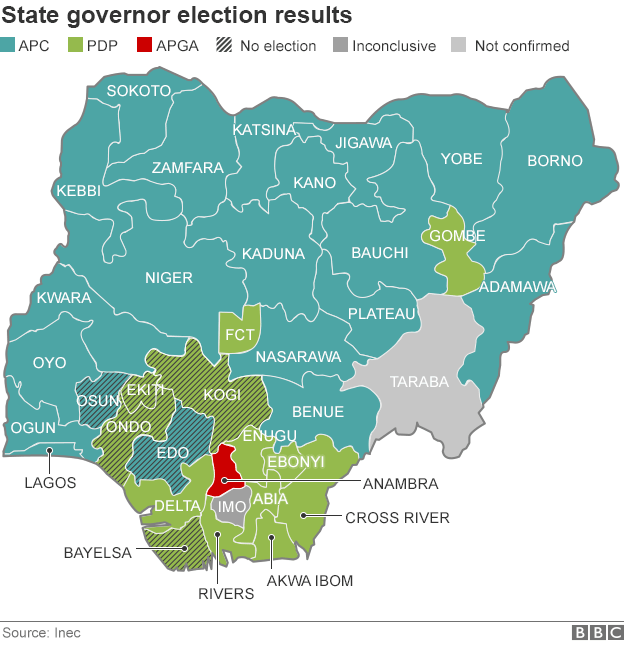 State governor election results
APC PDP APGA No election Inconclusive Not confirmed
SOKOTO
KATSINA
JIGAWA
YOBE
BORNO
ZAMFARA
KANO
KEBBI
GOMBE
KADUNA
BAUCHI
NIGER
ADAMAWA
KWARA
PLATEAU
FCT
NASARAWA
OYO
TARABA
EKITI
KOGI
OSUN
BENUE
OGUN
ONDO
ENUGU
EDO
EBONYI
LAGOS
ANAMBRA
ABIA
DELTA
IMO
CROSS RIVER
BAYELSA
AKWA IBOM
RIVERS
Source: Inec
BBC